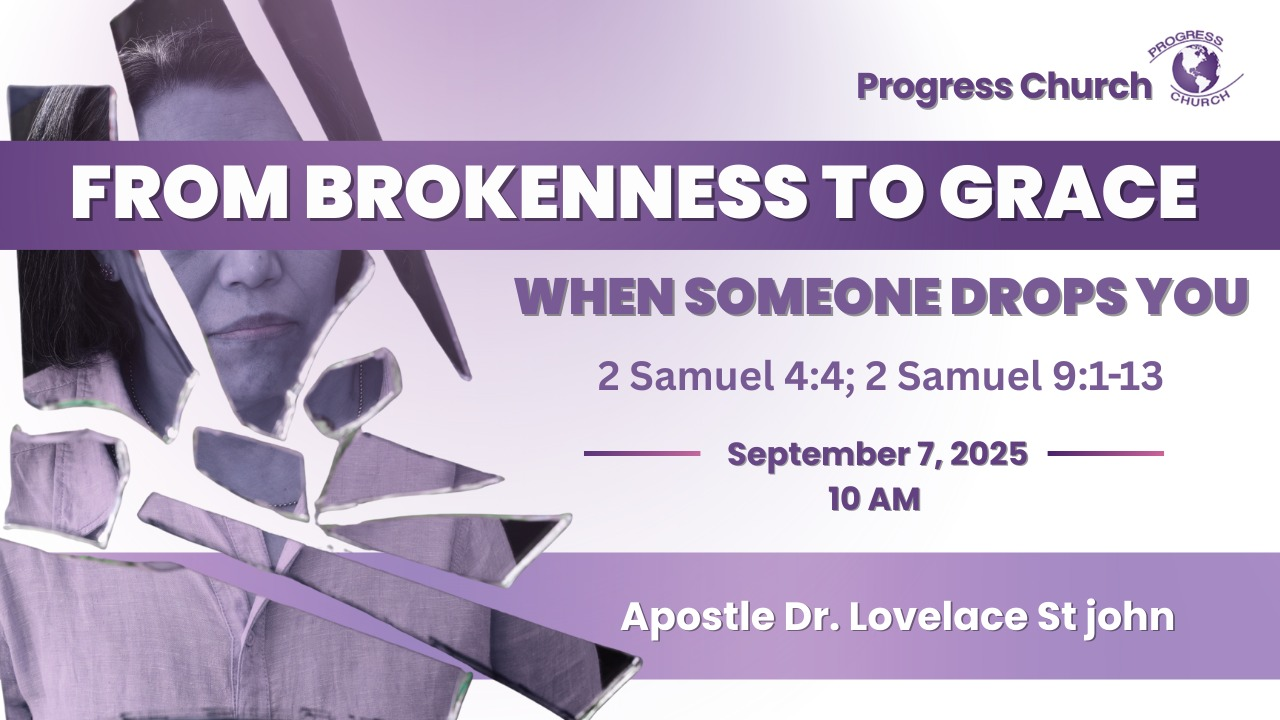 Progress Church
PROGRESS
CHURCH
FROM BROKENNESS TO GRACE
WHEN SOMEONE DROPS YOU
2 Samuel 4:4; 2 Samuel 9:1-13
September 7, 2025
10 AM
Apostle Dr. Lovelace St john